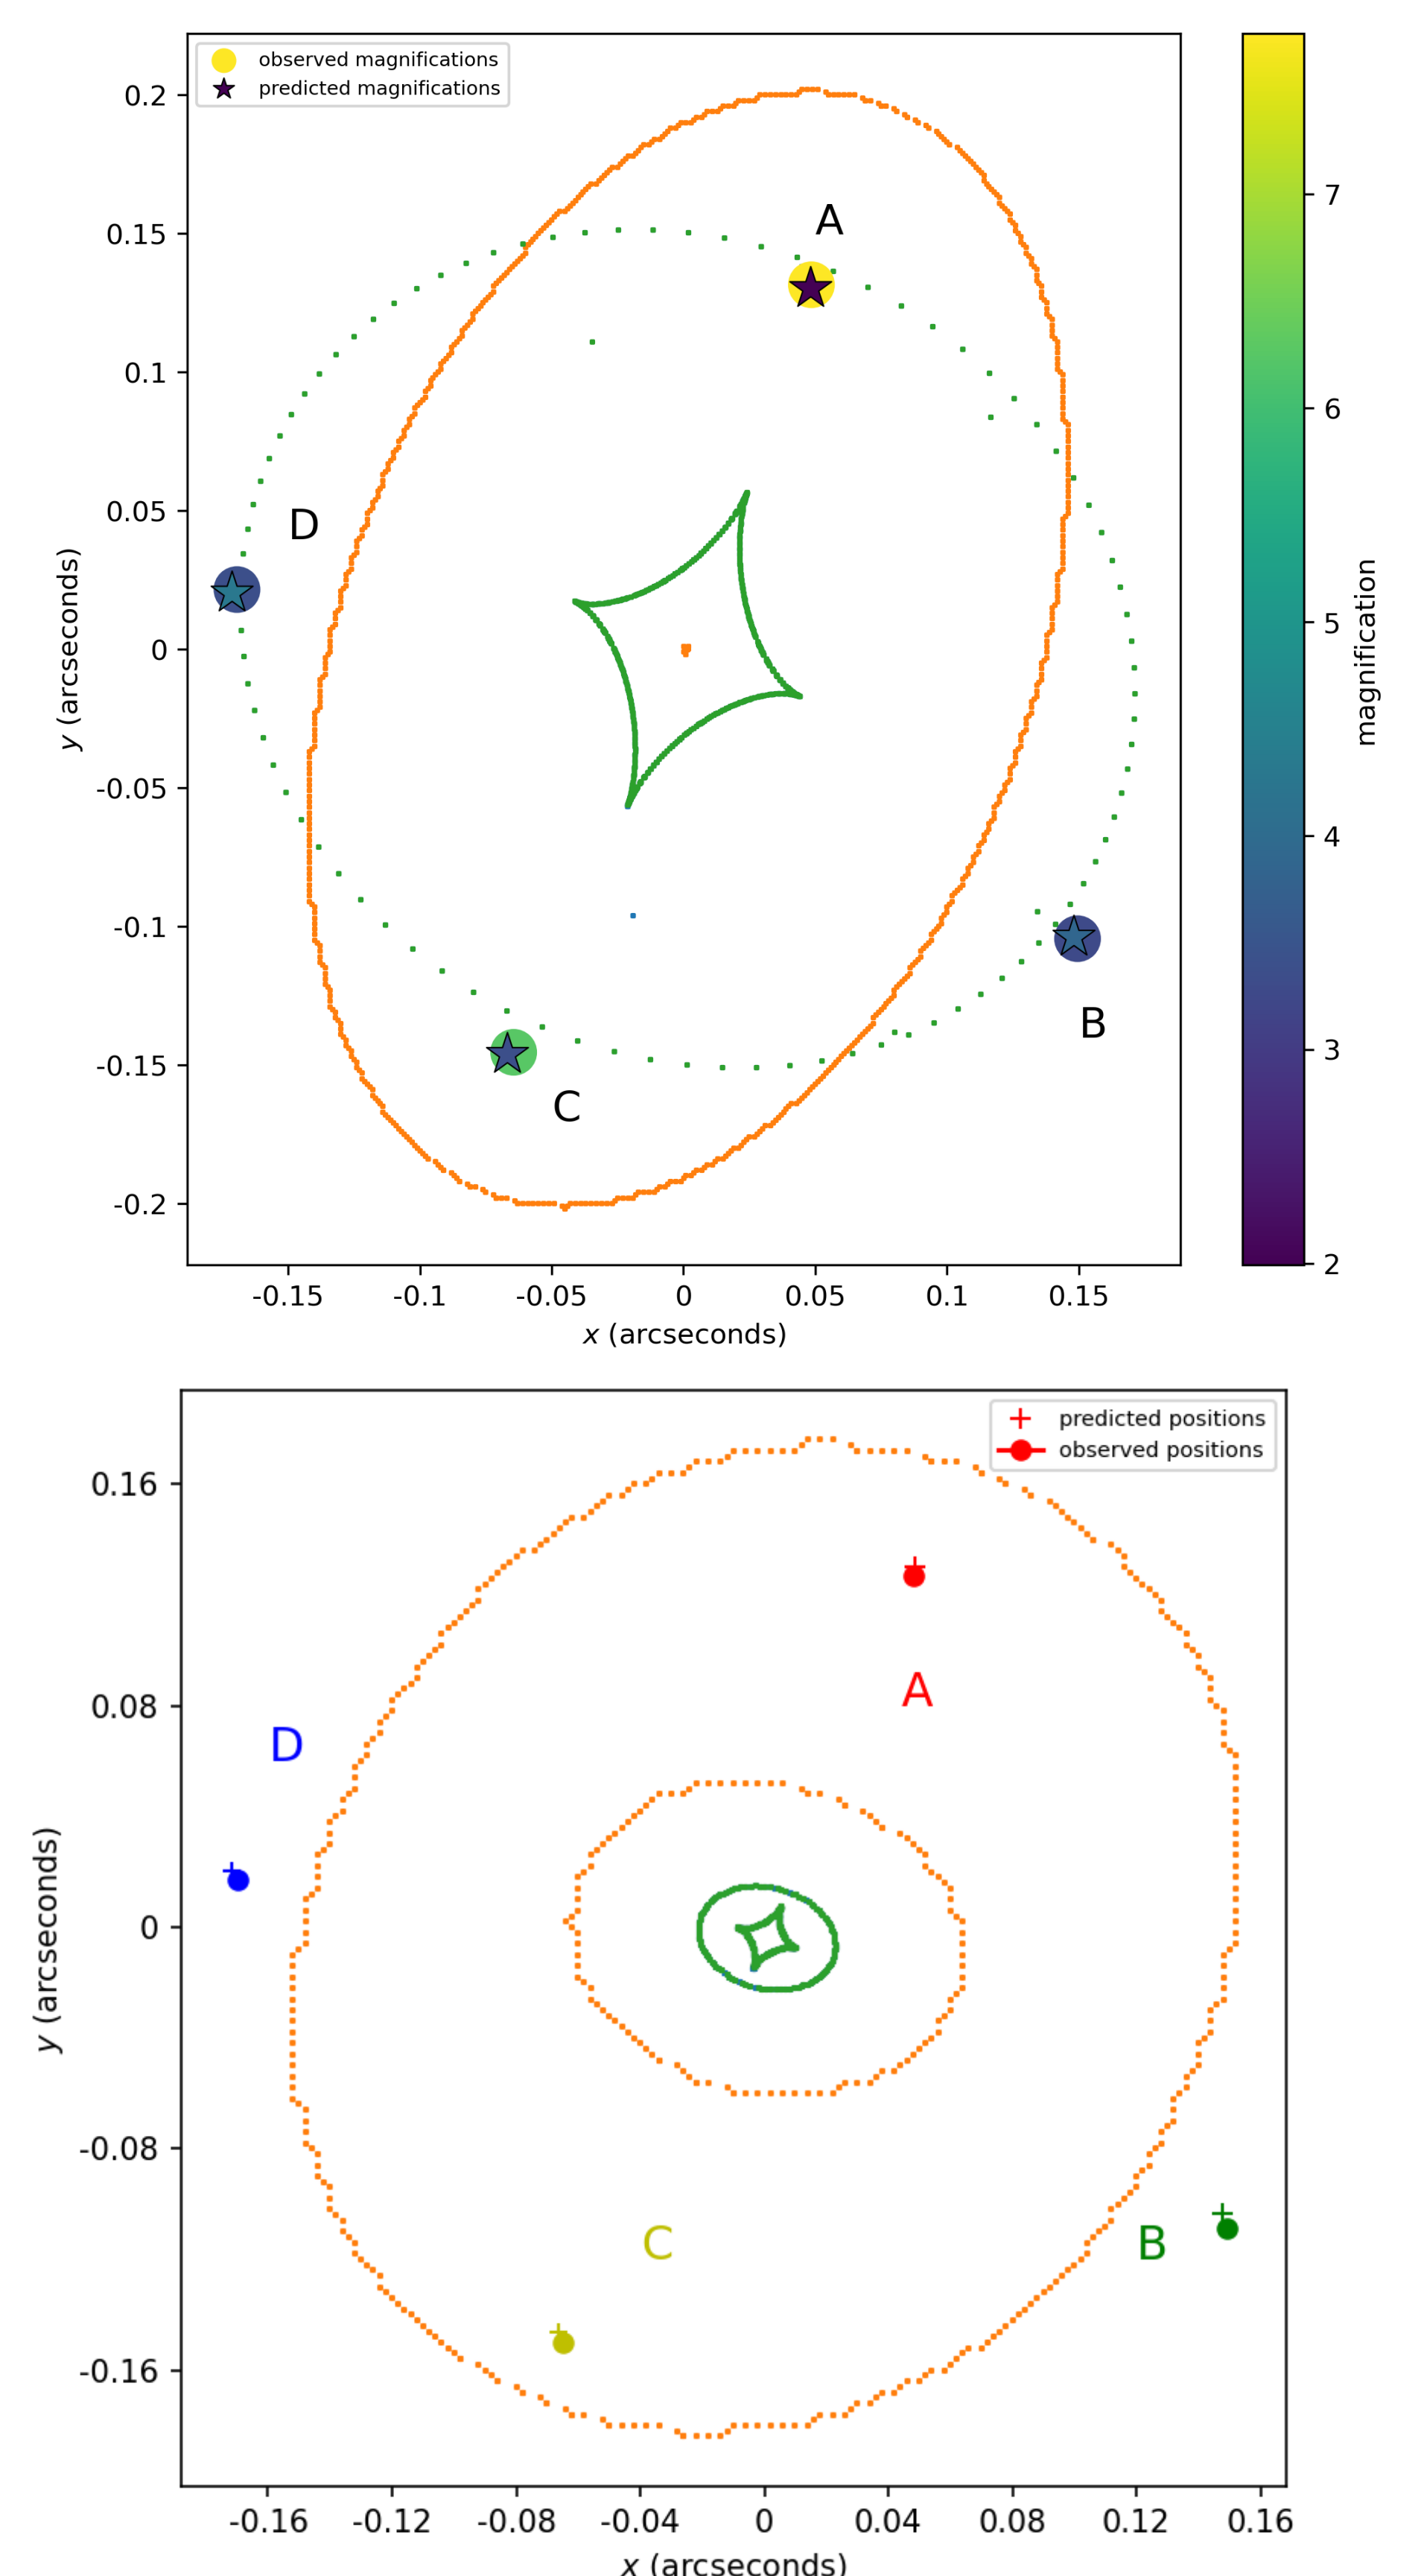 observed magnifications
predicted magnifications
0.2
0.15
0.1
0.05
0
-0.05
-0.1
-0.15
-0.2
y (arcseconds)
A
D
B
C
-0.15 -0.1 -0.05 0 0.05 0.1 0.15
x (arcseconds)
7
6
5
4
3
2
magnification
predicted positions
observed positions
0.16
0.08
0
-0.08
-0.16
y (arcseconds)
A
D
C
B
-0.16 -0.12 -0.08 -0.04 0 0.04 0.08 0.12 0.16
x (arcseconds)